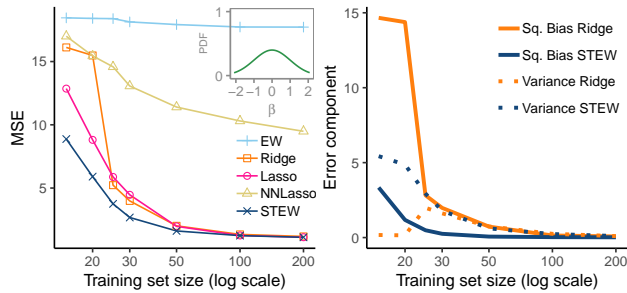 MSE
15
10
5
20
30
50
100
200
Training set size (log scale)
PDF
1
0
−2
−1
0
1
2
β
EW
Ridge
Lasso
NNLasso
STEW
Error component
10
5
0
20
30
50
100
200
Training set size (log scale)
Sq. Bias Ridge
Sq. Bias STEW
Variance Ridge
Variance STEW